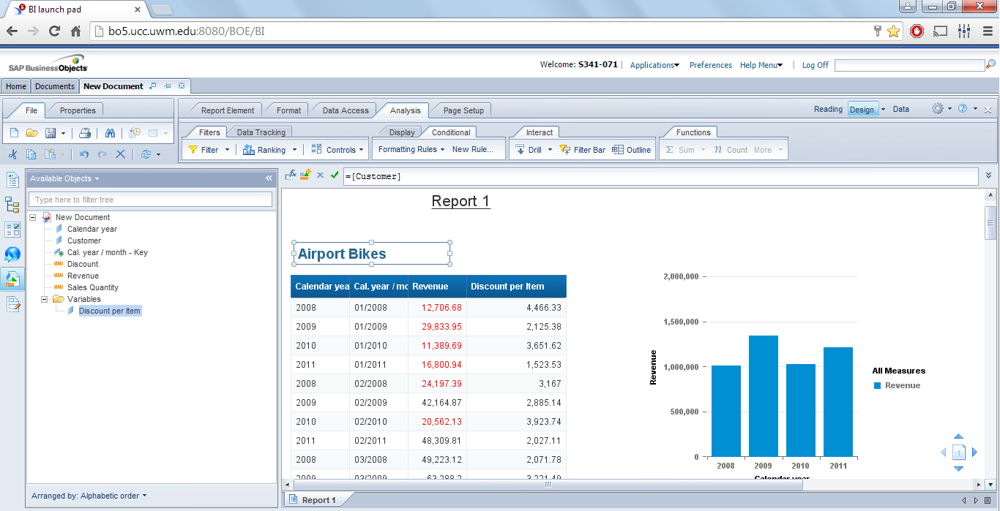 BI launch pad
bo5.ucc.uwm.edu:8080/BOE/BI
SAP BusinessObjects
Welcome: S341-071 | Applications Preferences Help Menu | Log Off
Home Documents New Document
File Properties
Report Element Format Data Access Analysis Page Setup
Reading Design Data
Filters Data Tracking Display Conditional Interact Functions
Filter Ranking Controls Formatting Rules New Rule... Drill Filter Bar Outline Σ Sum Count More
Available Objects
Type here to filter tree
New Document
Calendar year
Customer
Cal. year / month - Key
Discount
Revenue
Sales Quantity
Variables
Discount per Item
Arranged by: Alphabetic order
=[Customer]
Report 1
Airport Bikes
Calendar yea Cal. year / mo Revenue Discount per Item
2008 01/2008 12,706.68 4,466.33
2009 01/2009 29,833.95 2,125.38
2010 01/2010 11,389.69 3,651.62
2011 01/2011 16,800.94 1,523.53
2008 02/2008 24,197.39 3,167
2009 02/2009 42,164.87 2,885.14
2010 02/2010 20,562.13 3,923.74
2011 02/2011 48,309.81 2,027.11
2008 03/2008 49,223.12 2,071.78
2009 03/2009 63,288.2 3,221.49
2,000,000
1,500,000
1,000,000
500,000
0
Revenue
2008 2009 2010 2011
Calendar year
All Measures
Revenue
1
Report 1